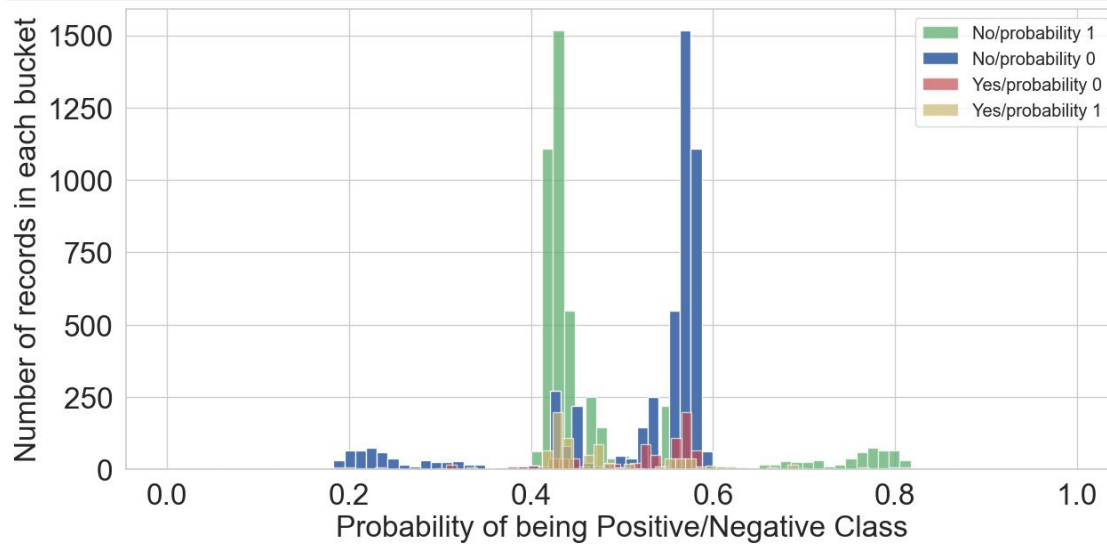 No/probability 1
No/probability 0
Yes/probability 0
Yes/probability 1
Number of records in each bucket
1500
1250
1000
750
500
250
0
0.0 0.2 0.4 0.6 0.8 1.0
Probability of being Positive/Negative Class